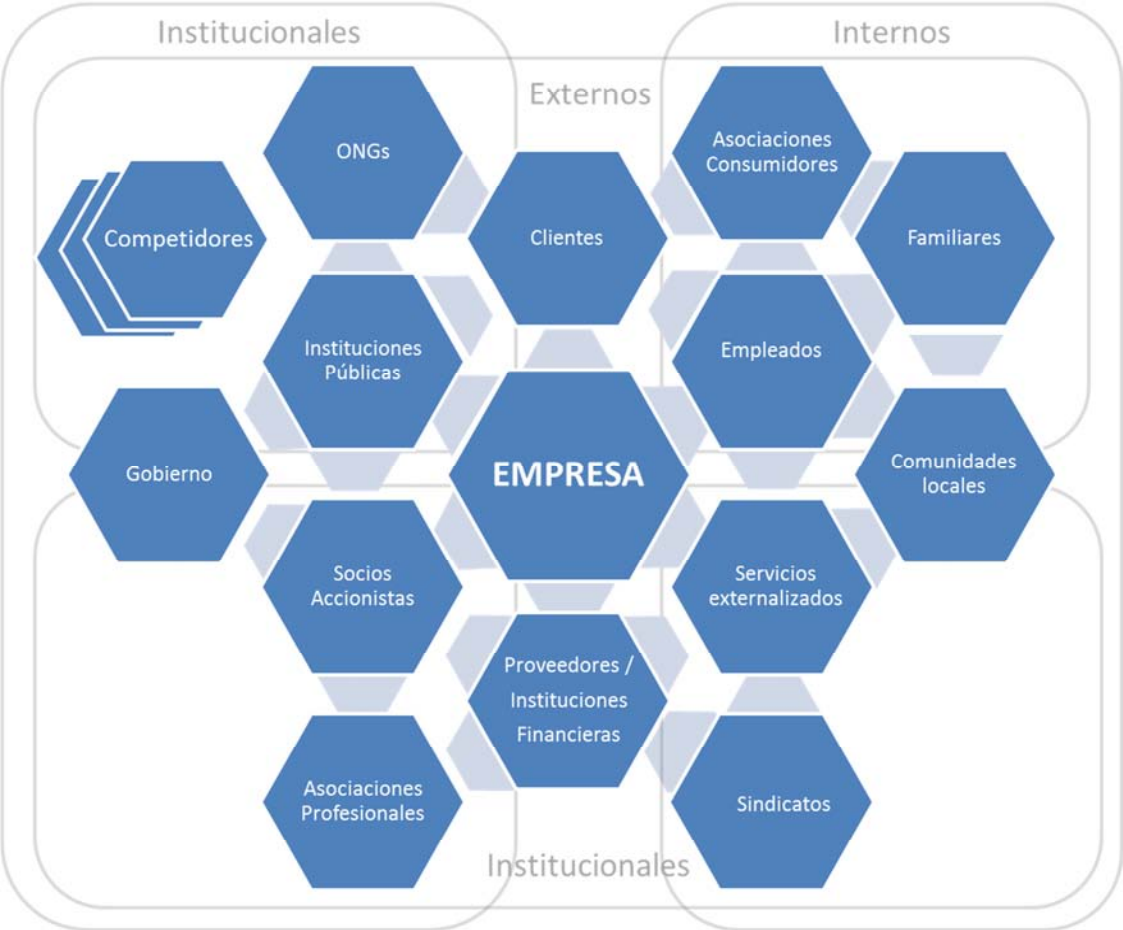 Institucionales
Internos
Externos
ONGs
Asociaciones
Consumidores
Competidores
Clientes
Familiares
Instituciones
Públicas
Empleados
Gobierno
EMPRESA
Comunidades
locales
Socios
Accionistas
Servicios
externalizados
Proveedores /
Instituciones
Financieras
Asociaciones
Profesionales
Sindicatos
Institucionales